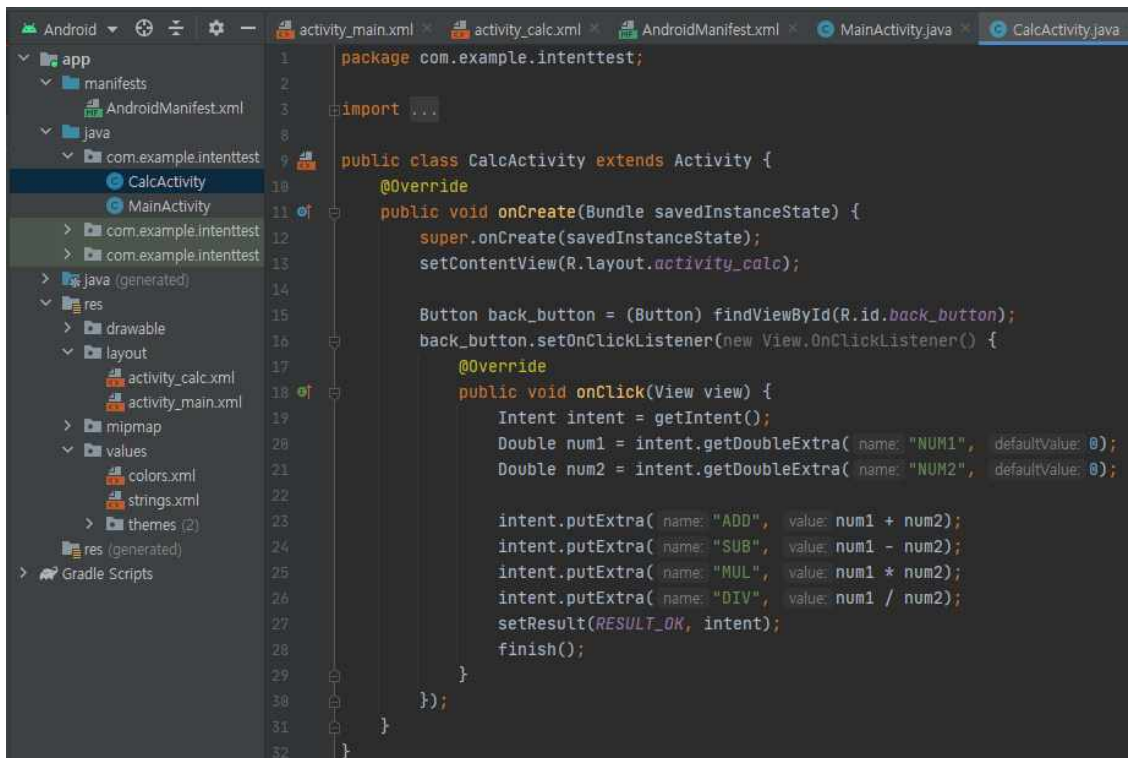 Android
activity_main.xml
activity_calc.xml
AndroidManifest.xml
MainActivity.java
CalcActivity.java
app
manifests
AndroidManifest.xml
java
com.example.intenttest
CalcActivity
MainActivity
com.example.intenttest
com.example.intenttest
java (generated)
res
drawable
layout
activity_calc.xml
activity_main.xml
mipmap
values
colors.xml
strings.xml
themes (2)
res (generated)
Gradle Scripts
1 package com.example.intenttest;
2
3 import ...
8
9 public class CalcActivity extends Activity {
10 @Override
11 public void onCreate(Bundle savedInstanceState) {
12 super.onCreate(savedInstanceState);
13 setContentView(R.layout.activity_calc);
14
15 Button back_button = (Button) findViewById(R.id.back_button);
16 back_button.setOnClickListener(new View.OnClickListener() {
17 @Override
18 public void onClick(View view) {
19 Intent intent = getIntent();
20 Double num1 = intent.getDoubleExtra( name: "NUM1", defaultValue: 0);
21 Double num2 = intent.getDoubleExtra( name: "NUM2", defaultValue: 0);
22
23 intent.putExtra( name: "ADD", value: num1 + num2);
24 intent.putExtra( name: "SUB", value: num1 - num2);
25 intent.putExtra( name: "MUL", value: num1 * num2);
26 intent.putExtra( name: "DIV", value: num1 / num2);
27 setResult(RESULT_OK, intent);
28 finish();
29 }
30 });
31 }
32 }